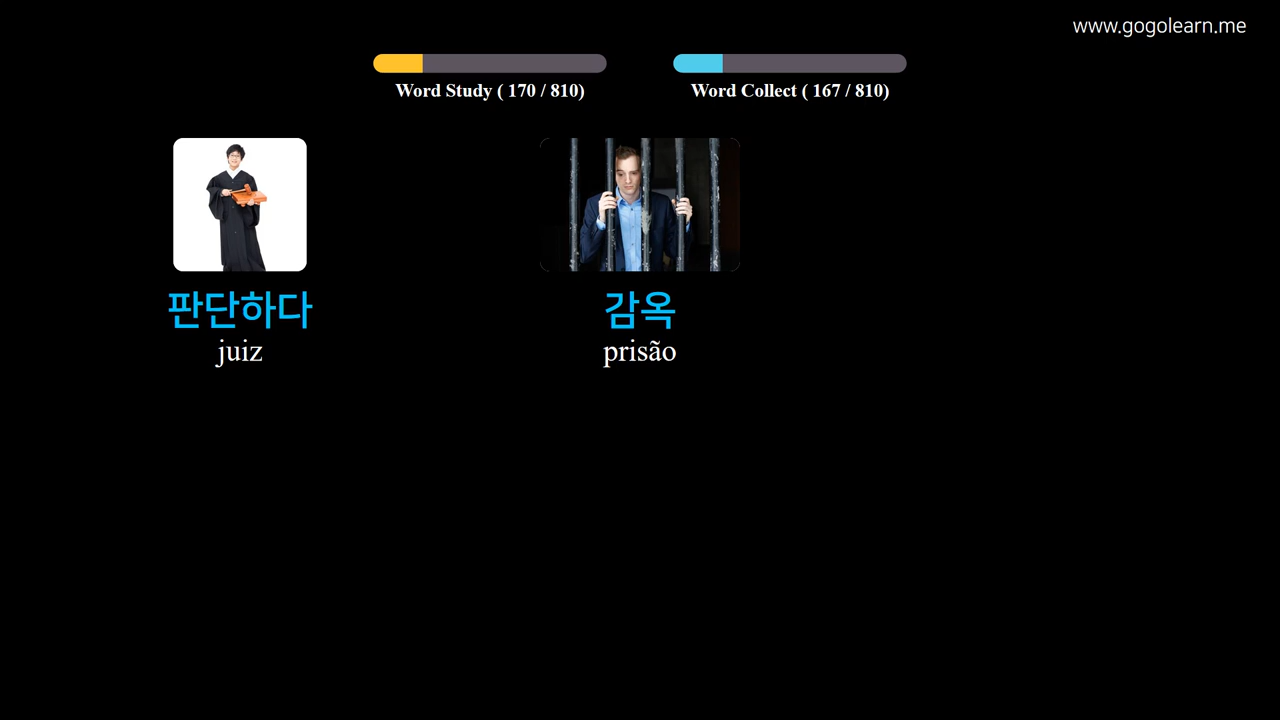 www.gogolearn.me
Word Study ( 170 / 810)
Word Collect ( 167 / 810)
판단하다
juiz
감옥
prisão